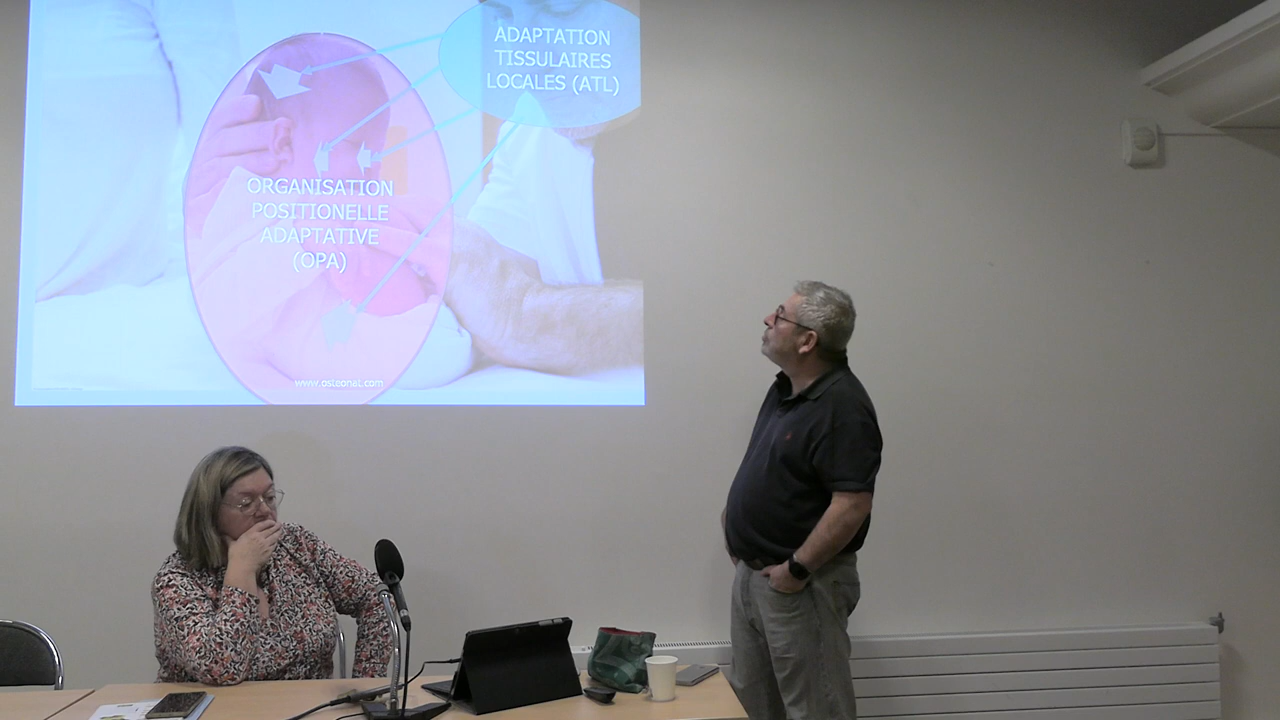 ADAPTATION
TISSULAIRES
LOCALES (ATL)
ORGANISATION
POSITIONELLE
ADAPTATIVE
(OPA)
www.osteonat.com